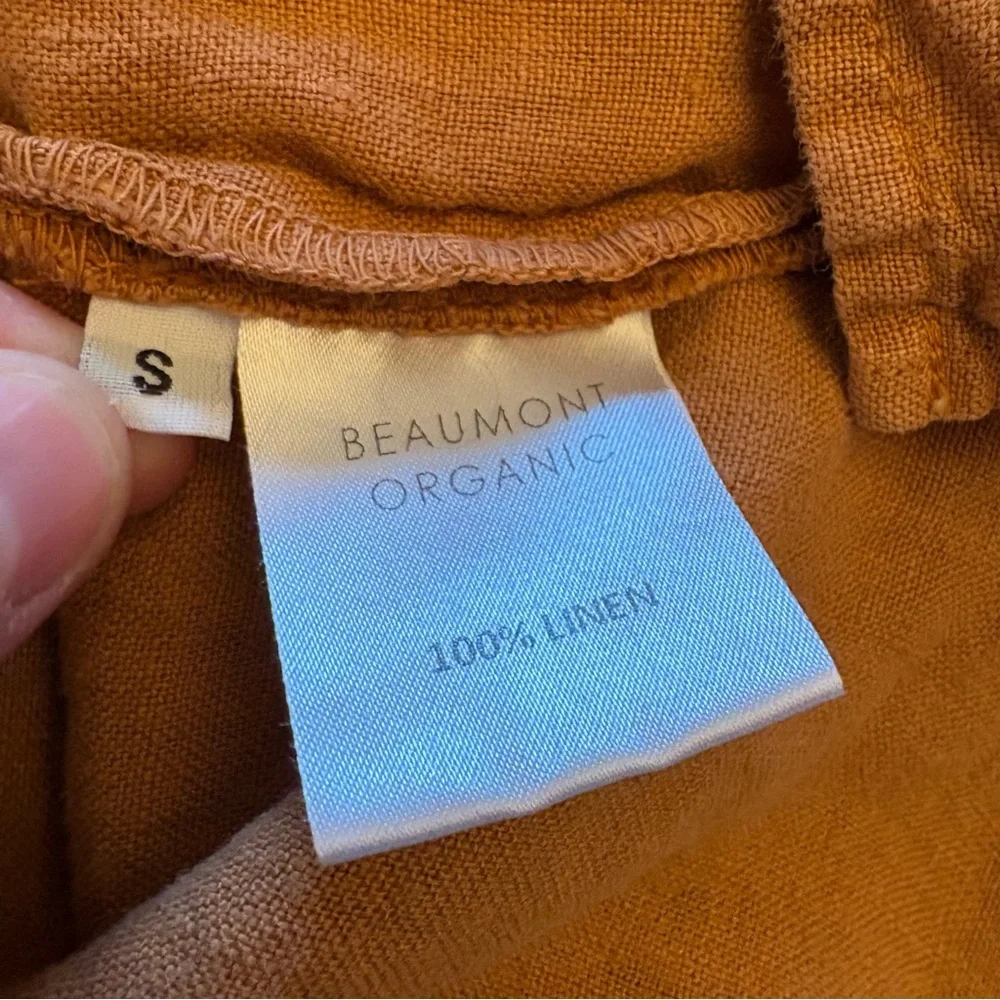 S
BEAUMONT
ORGANIC
100% LINEN